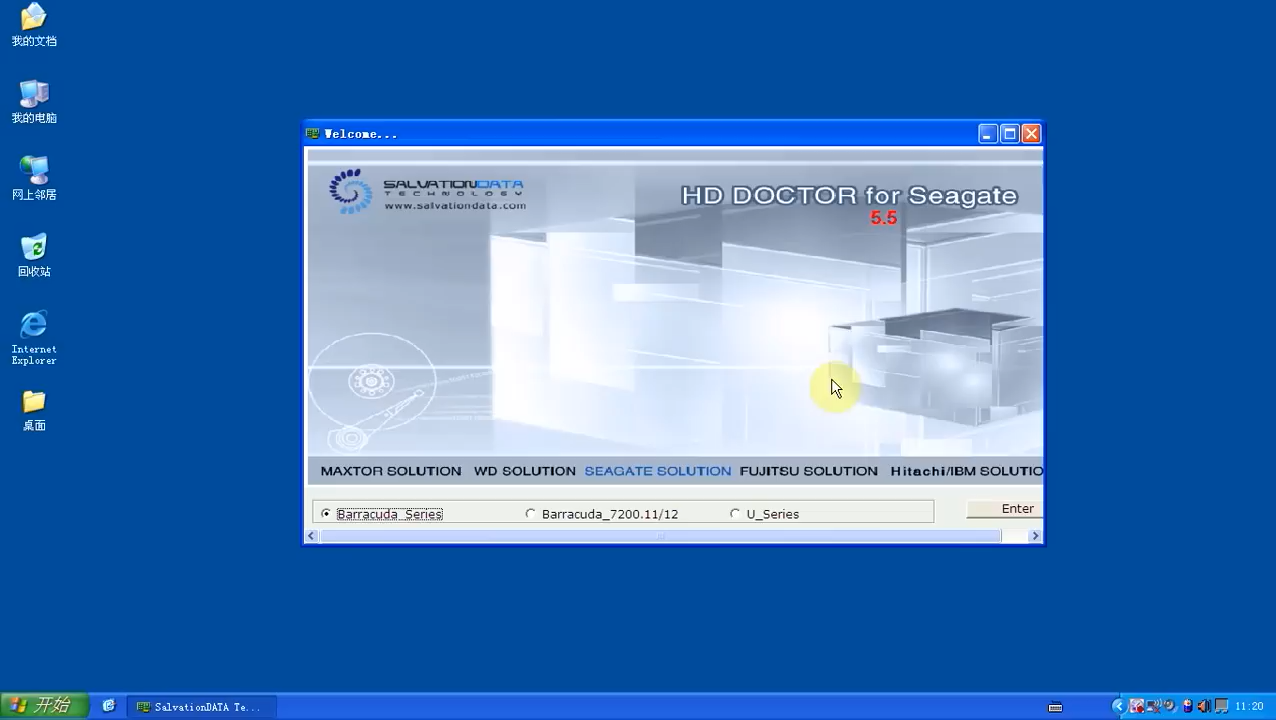 我的文档
我的电脑
网上邻居
回收站
Internet
Explorer
桌面
Welcome...
SALVATIONDATA
TECHNOLOGY
www.salvationdata.com
HD DOCTOR for Seagate
5.5
MAXTOR SOLUTION WD SOLUTION SEAGATE SOLUTION FUJITSU SOLUTION Hitachi/IBM SOLUTIO
Barracuda_Series Barracuda_7200.11/12 U_Series Enter
开始 SalvationDATA Te... 11:20